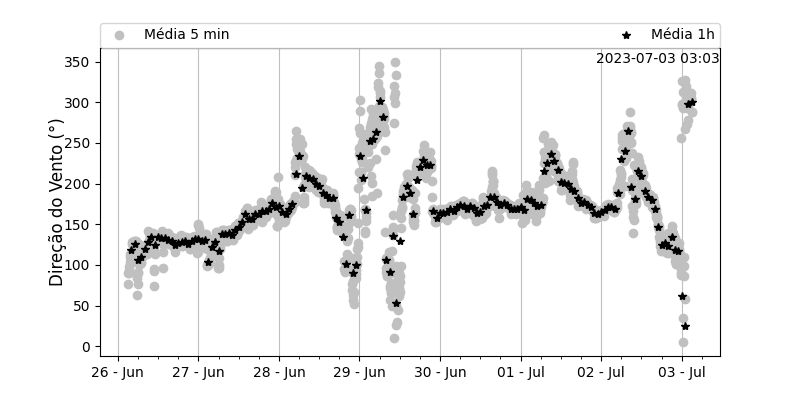 Média 5 min
Média 1h
2023-07-03 03:03
Direção do Vento (°)
350
300
250
200
150
100
50
0
26 - Jun
27 - Jun
28 - Jun
29 - Jun
30 - Jun
01 - Jul
02 - Jul
03 - Jul